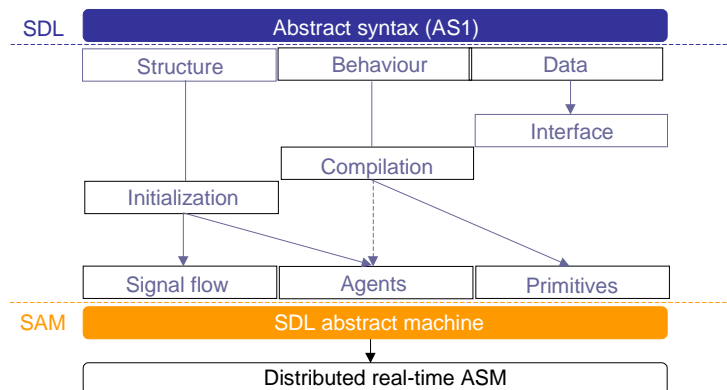 SDL
Abstract syntax (AS1)
Structure
Behaviour
Data
Interface
Compilation
Initialization
Signal flow
Agents
Primitives
SAM
SDL abstract machine
Distributed real-time ASM